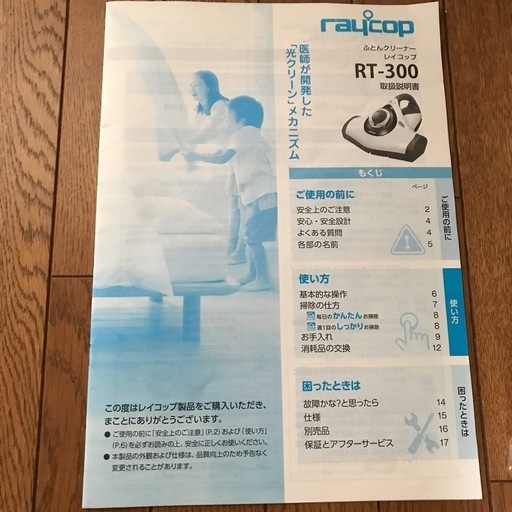 raycop
ふとんクリーナー
レイコップ
RT-300
取扱説明書
医師が開発した
「光クリーン」メカニズム
もくじ
ページ
ご使用の前に
安全上のご注意 2
安心・安全設計 4
よくある質問 4
各部の名前 5
ご使用の前に
使い方
基本的な操作 6
掃除の仕方 7
毎日のかんたんお掃除 8
週1回のしっかりお掃除 8
お手入れ 9
消耗品の交換 12
使い方
困ったときは
故障かな?と思ったら 14
仕様 15
別売品 16
保証とアフターサービス 17
困ったときは
この度はレイコップ製品をご購入いただき、
まことにありがとうございます。
● ご使用の前に「安全上のご注意」(P.2)および「使い方」
(P.6)を必ずお読みの上、安全に正しくお使いください。
● 本製品の外観および仕様は、品質向上のため予告なく
変更されることがあります。